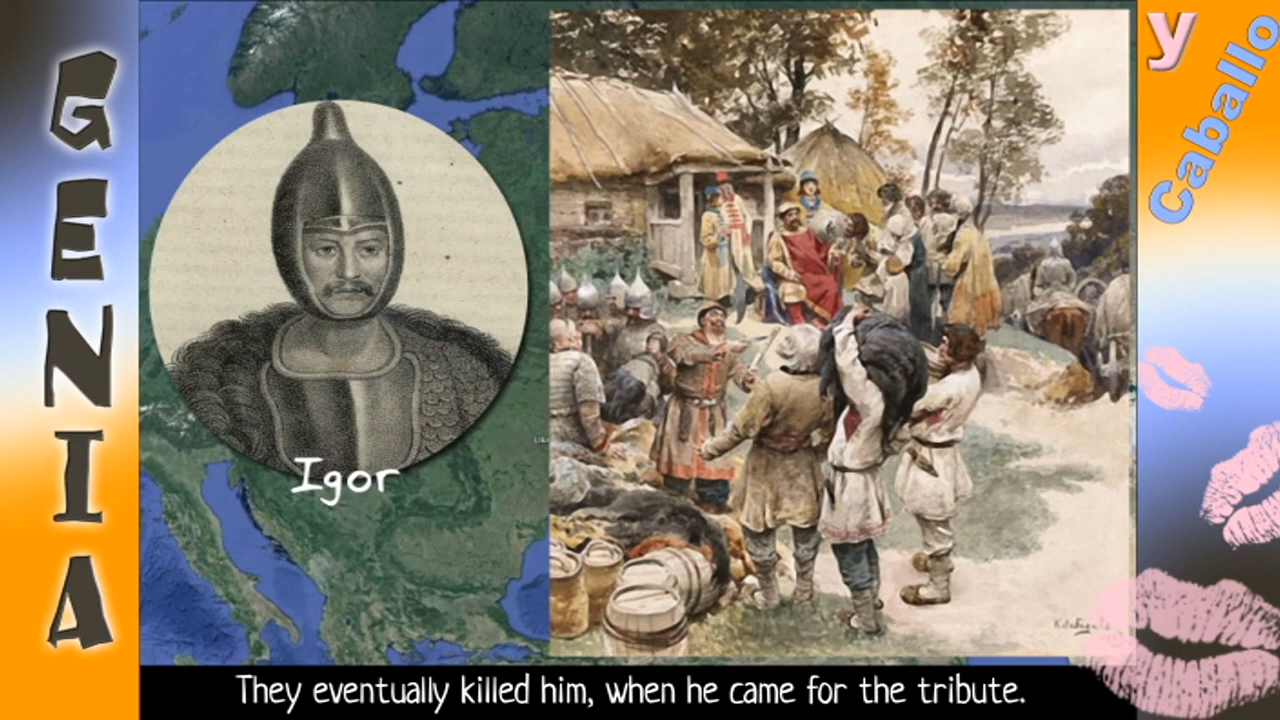 GENIA
y
Caballo
Igor
They eventually killed him, when he came for the tribute.